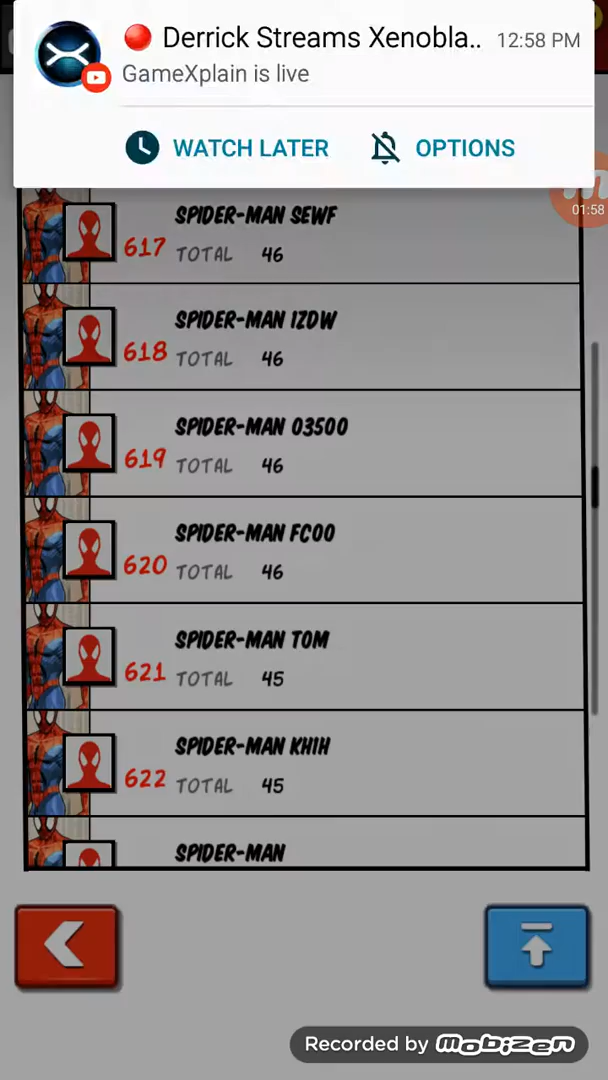 🔴 Derrick Streams Xenobla.. 12:58 PM
GameXplain is live
WATCH LATER OPTIONS
01:58
SPIDER-MAN SEWF
617 TOTAL 46
SPIDER-MAN IZDW
618 TOTAL 46
SPIDER-MAN 03500
619 TOTAL 46
SPIDER-MAN FC00
620 TOTAL 46
SPIDER-MAN TOM
621 TOTAL 45
SPIDER-MAN KHIH
622 TOTAL 45
SPIDER-MAN
Recorded by mobizen